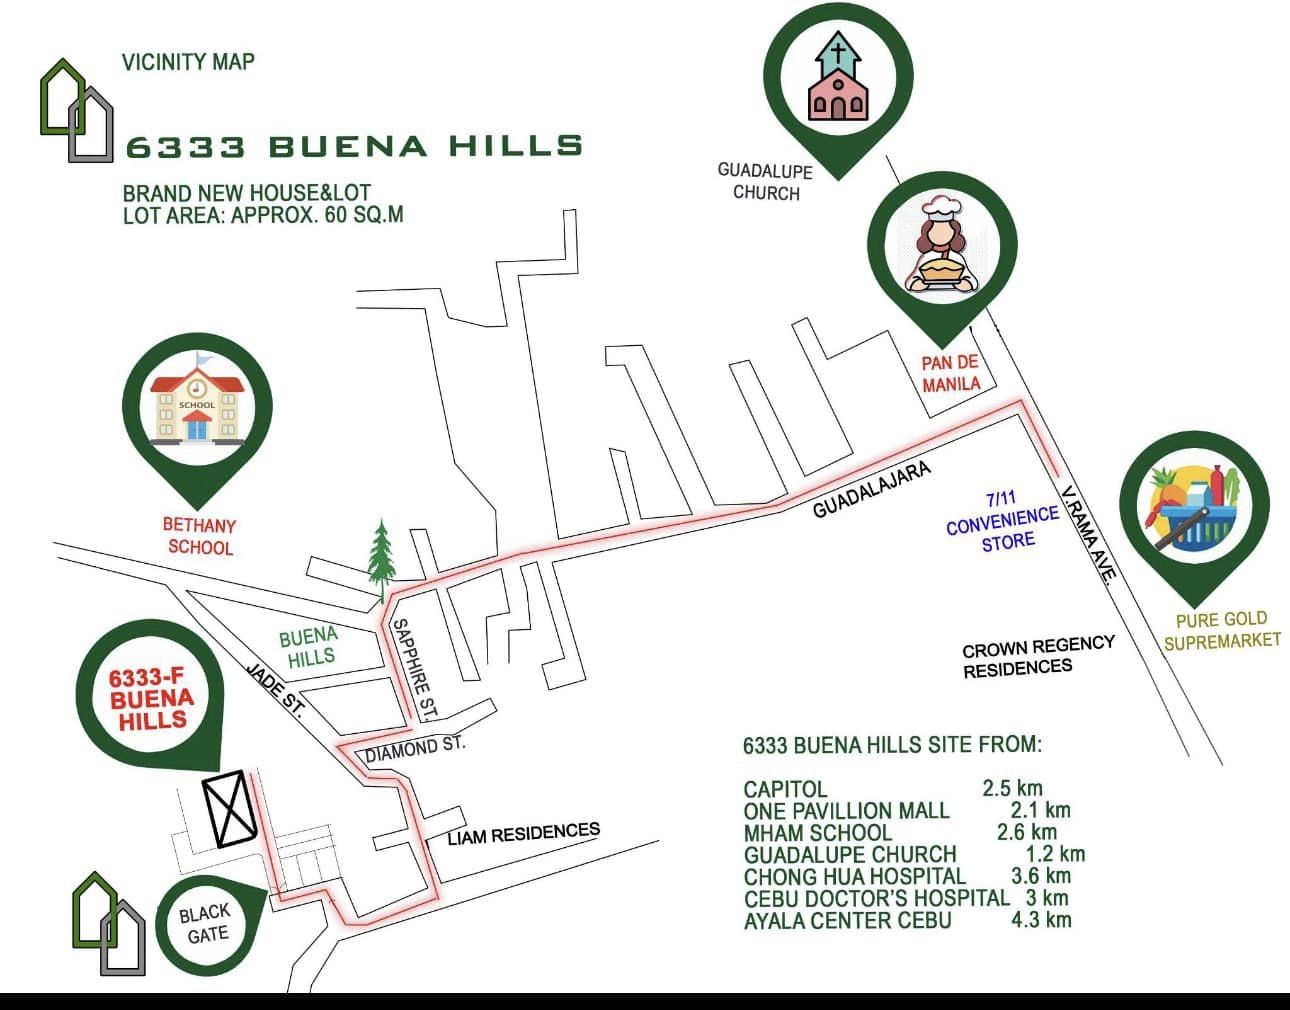 VICINITY MAP
6333 BUENA HILLS
BRAND NEW HOUSE&LOT
LOT AREA: APPROX. 60 SQ.M
GUADALUPE
CHURCH
PAN DE
MANILA
SCHOOL
BETHANY
SCHOOL
GUADALAJARA
7/11
CONVENIENCE
STORE
V.RAMA AVE.
PURE GOLD
SUPREMARKET
CROWN REGENCY
RESIDENCES
BUENA
HILLS
SAPPHIRE ST.
JADE ST.
6333-F
BUENA
HILLS
DIAMOND ST.
LIAM RESIDENCES
BLACK
GATE
6333 BUENA HILLS SITE FROM:
CAPITOL 2.5 km
ONE PAVILLION MALL 2.1 km
MHAM SCHOOL 2.6 km
GUADALUPE CHURCH 1.2 km
CHONG HUA HOSPITAL 3.6 km
CEBU DOCTOR'S HOSPITAL 3 km
AYALA CENTER CEBU 4.3 km